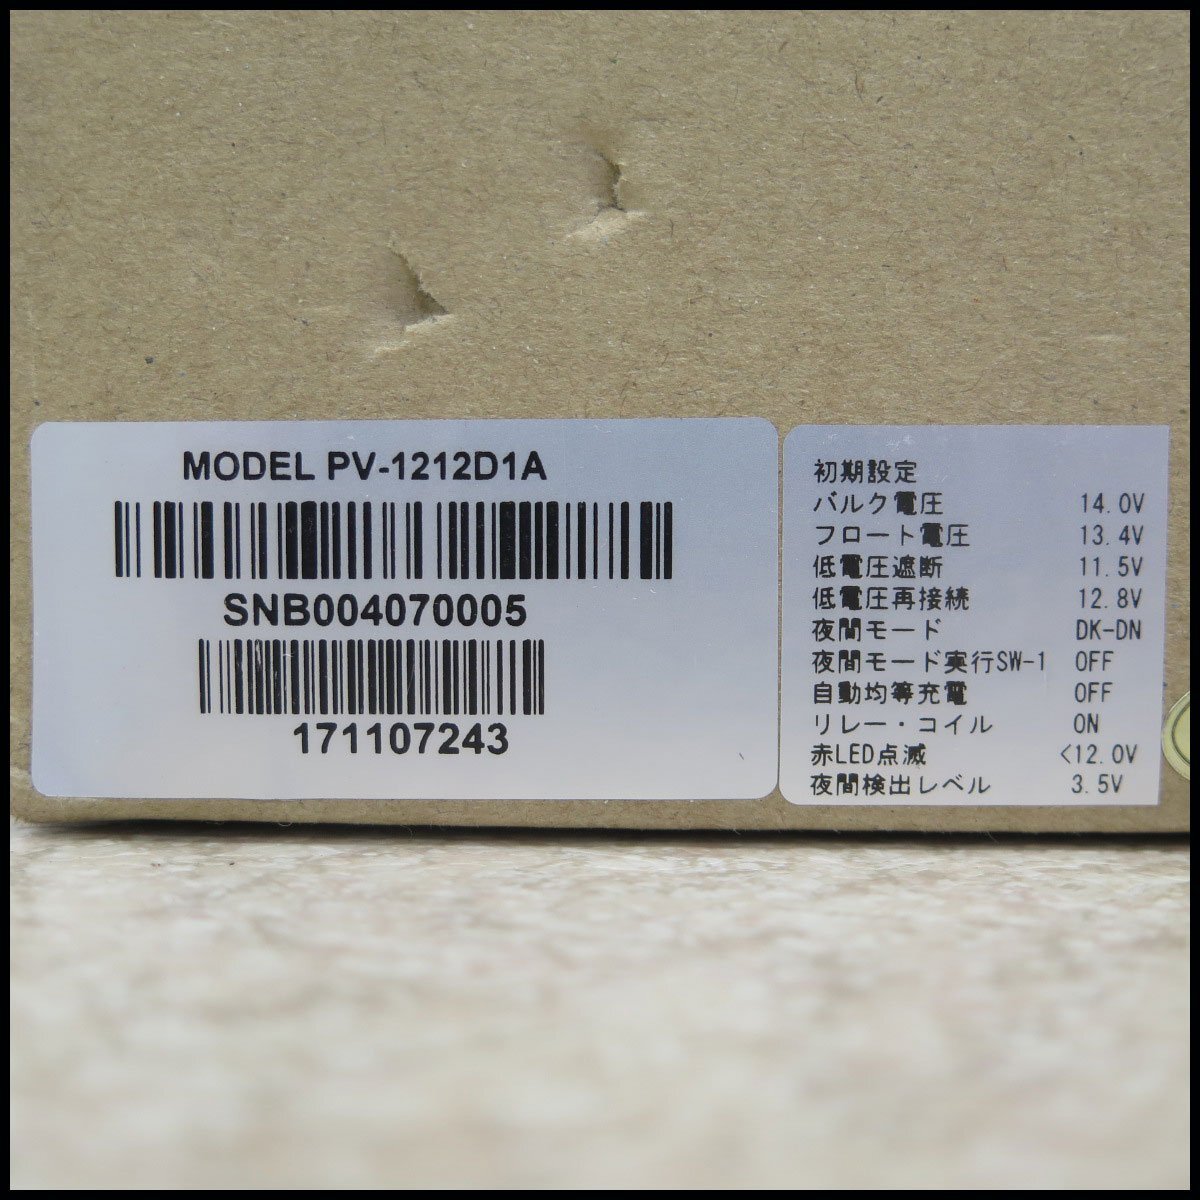 MODEL PV-1212D1A
SNB004070005
171107243
初期設定
バルク電圧 14.0V
フロート電圧 13.4V
低電圧遮断 11.5V
低電圧再接続 12.8V
夜間モード DK-DN
夜間モード実行SW-1 OFF
自動均等充電 OFF
リレー・コイル ON
赤LED点滅 <12.0V
夜間検出レベル 3.5V